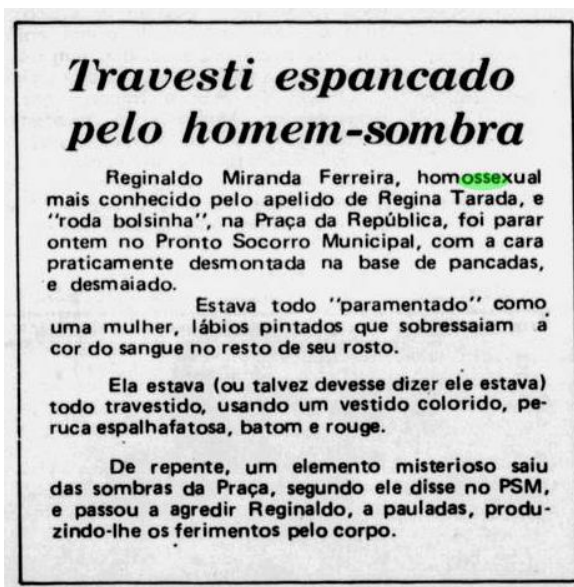 Travesti espancado
pelo homem-sombra
Reginaldo Miranda Ferreira, homossexual
mais conhecido pelo apelido de Regina Tarada, e
"roda bolsinha", na Praça da República, foi parar
ontem no Pronto Socorro Municipal, com a cara
praticamente desmontada na base de pancadas,
e desmaiado.
Estava todo "paramentado" como
uma mulher, lábios pintados que sobressaiam a
cor do sangue no resto de seu rosto.
Ela estava (ou talvez devesse dizer ele estava)
todo travestido, usando um vestido colorido, pe-
ruca espalhafatosa, batom e rouge.
De repente, um elemento misterioso saiu
das sombras da Praça, segundo ele disse no PSM,
e passou a agredir Reginaldo, a pauladas, produ-
zindo-lhe os ferimentos pelo corpo.